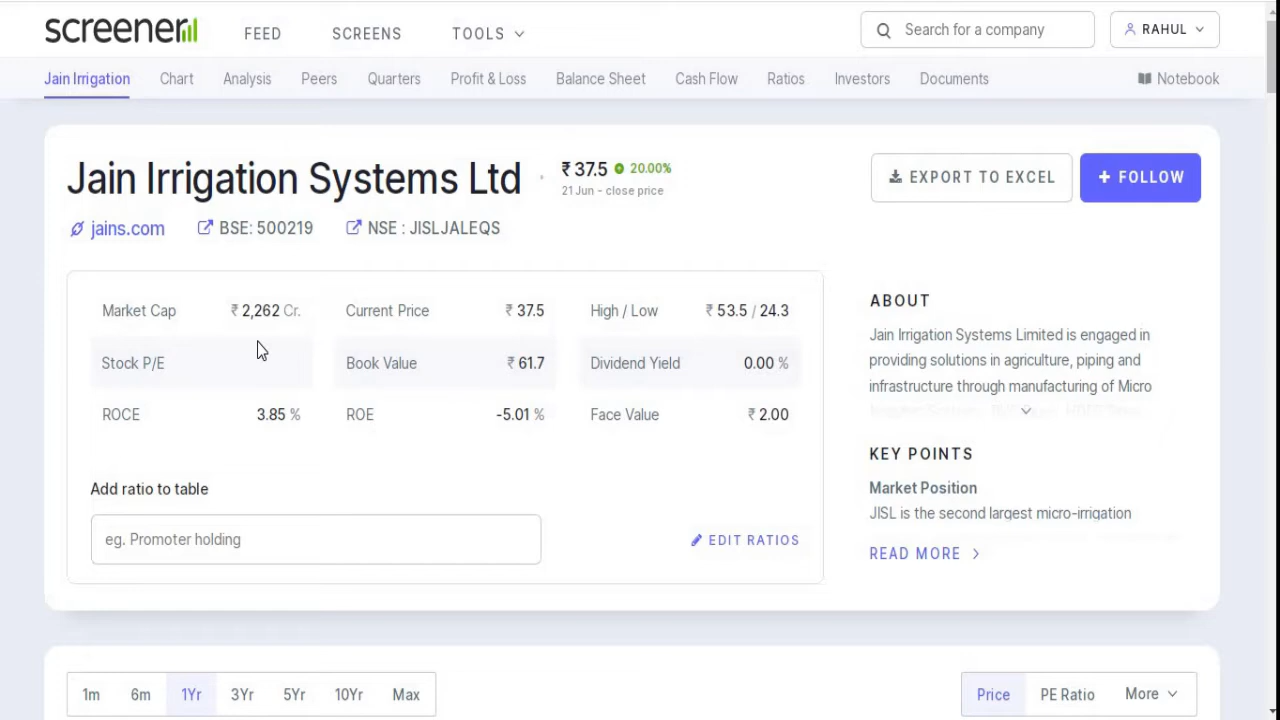 screener
FEED SCREENS TOOLS
Search for a company
RAHUL
Jain Irrigation Chart Analysis Peers Quarters Profit & Loss Balance Sheet Cash Flow Ratios Investors Documents Notebook
Jain Irrigation Systems Ltd
₹ 37.5 20.00%
21 Jun - close price
EXPORT TO EXCEL
+ FOLLOW
jains.com BSE: 500219 NSE : JISLJALEQS
Market Cap ₹ 2,262 Cr. Current Price ₹ 37.5 High / Low ₹ 53.5 / 24.3
Stock P/E Book Value ₹ 61.7 Dividend Yield 0.00 %
ROCE 3.85 % ROE -5.01 % Face Value ₹ 2.00
Add ratio to table
eg. Promoter holding
EDIT RATIOS
ABOUT
Jain Irrigation Systems Limited is engaged in
providing solutions in agriculture, piping and
infrastructure through manufacturing of Micro
KEY POINTS
Market Position
JISL is the second largest micro-irrigation
READ MORE
1m 6m 1Yr 3Yr 5Yr 10Yr Max
Price PE Ratio More